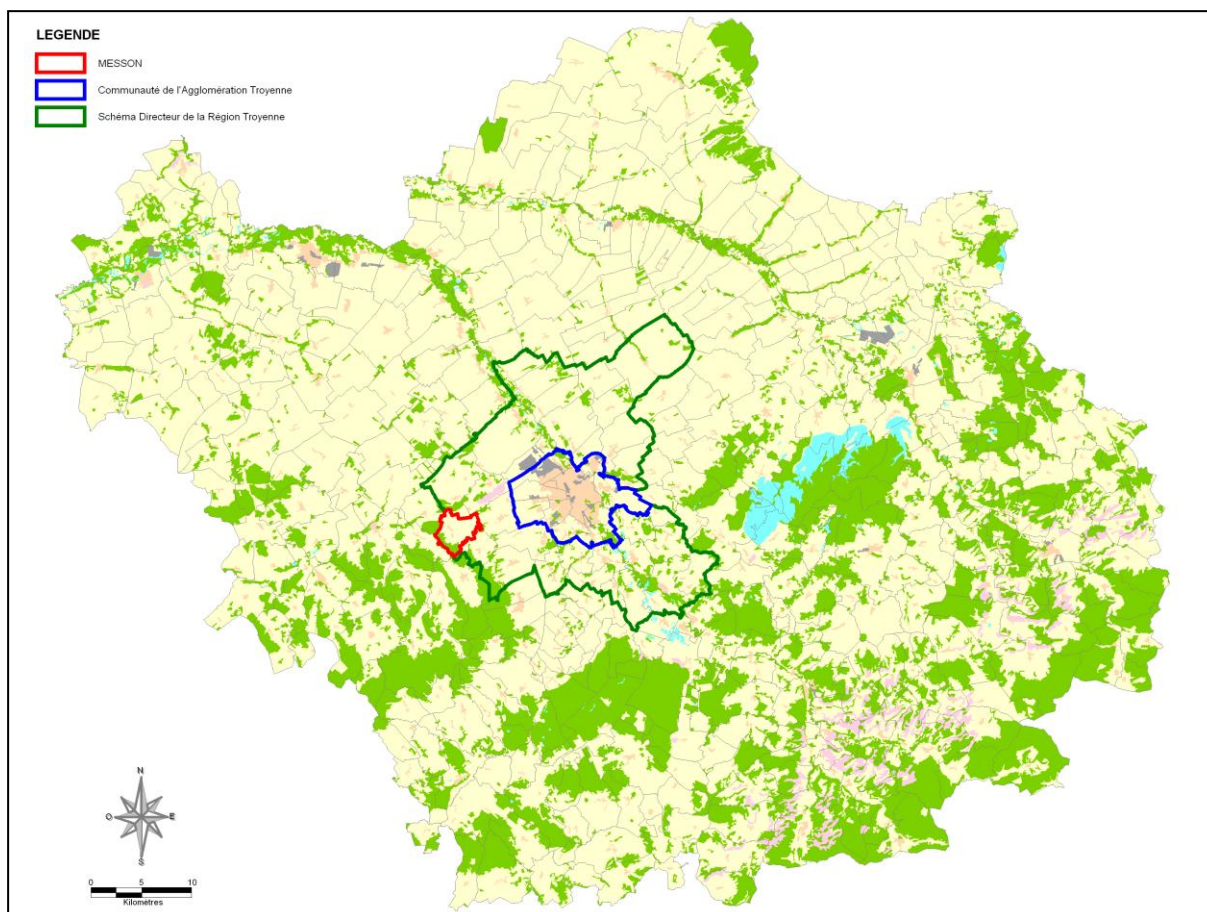 LEGENDE
MESSON
Communauté de l'Agglomération Troyenne
Schéma Directeur de la Région Troyenne
N
O
E
S
0 5 10
Kilomètres